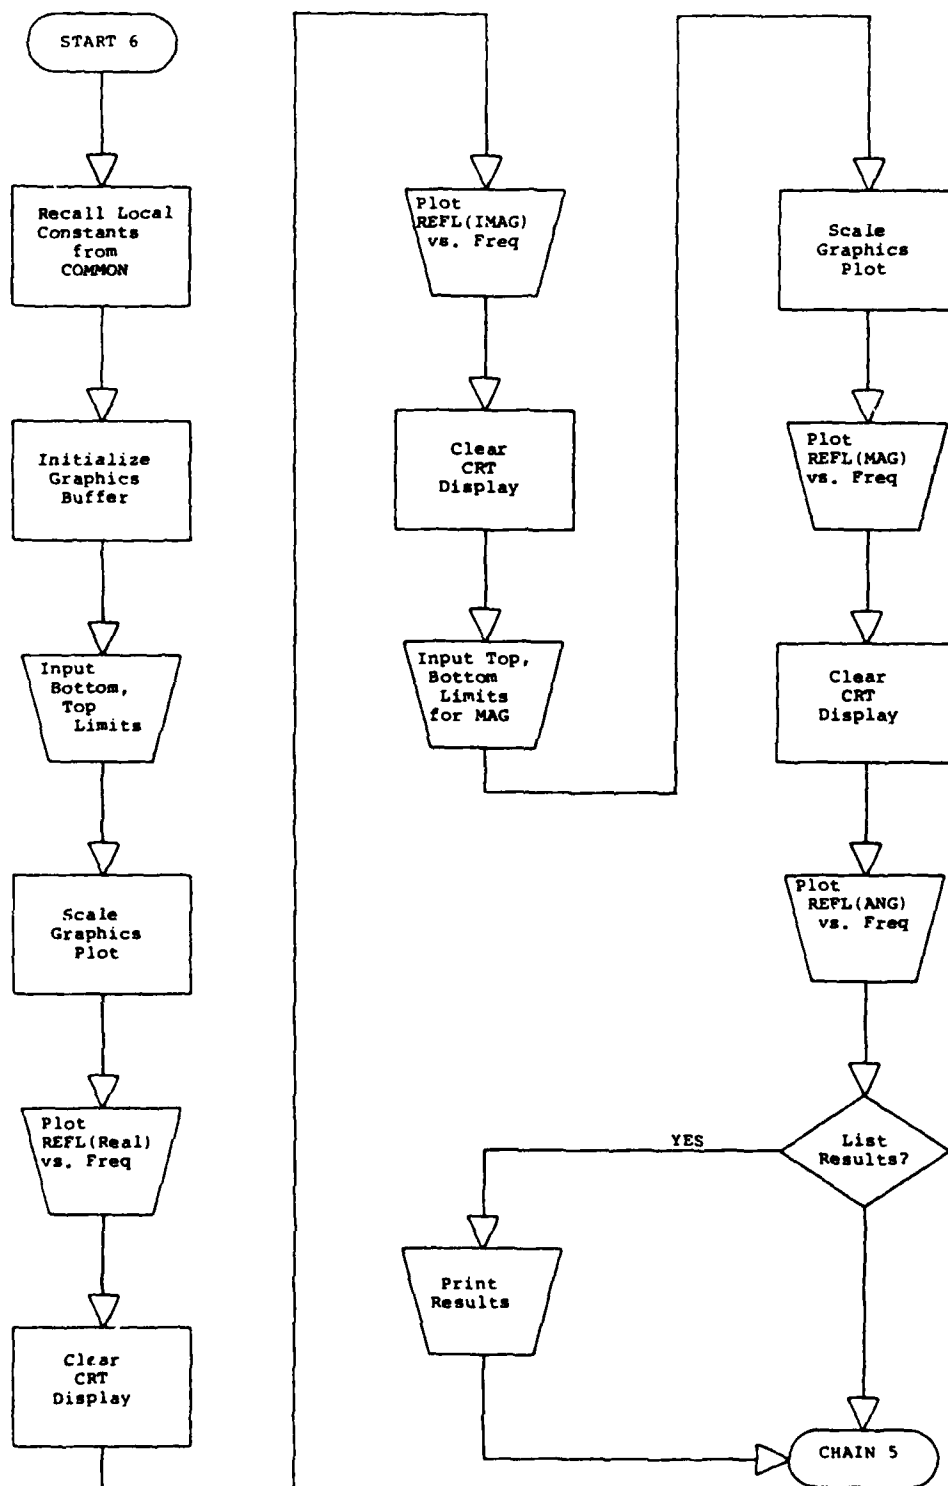 START 6
Recall Local
Constants
from
COMMON
Initialize
Graphics
Buffer
Input
Bottom,
Top
Limits
Scale
Graphics
Plot
Plot
REFL(Real)
vs. Freq
Clear
CRT
Display
Plot
REFL(IMAG)
vs. Freq
Clear
CRT
Display
Input Top,
Bottom
Limits
for MAG
Scale
Graphics
Plot
Plot
REFL(MAG)
vs. Freq
Clear
CRT
Display
Plot
REFL(ANG)
vs. Freq
List
Results?
YES
Print
Results
CHAIN 5